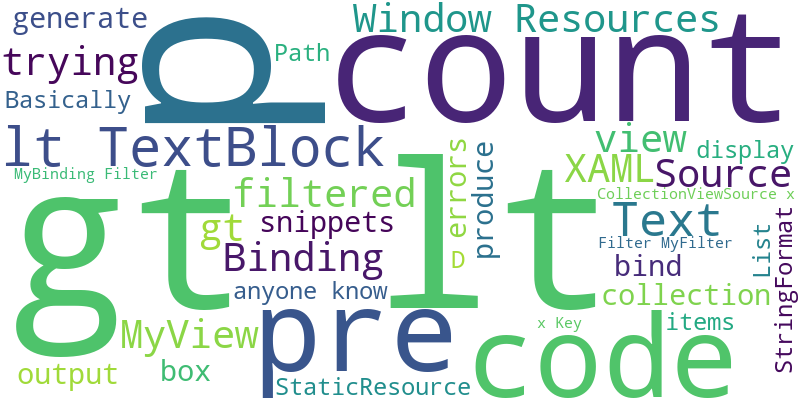 generate
Window Resources
p
count
trying
Path
Basically
lt TextBlock
view
display
MyBinding Filter
gt lt
errors
produce
XAML
Source
filtered
CollectionViewSource x
gt
snippets
Text
Binding
Filter MyFilter
List
StringFormat
D
bind
anyone know
collection
MyView
pre
code
x Key
items
output
box
StaticResource